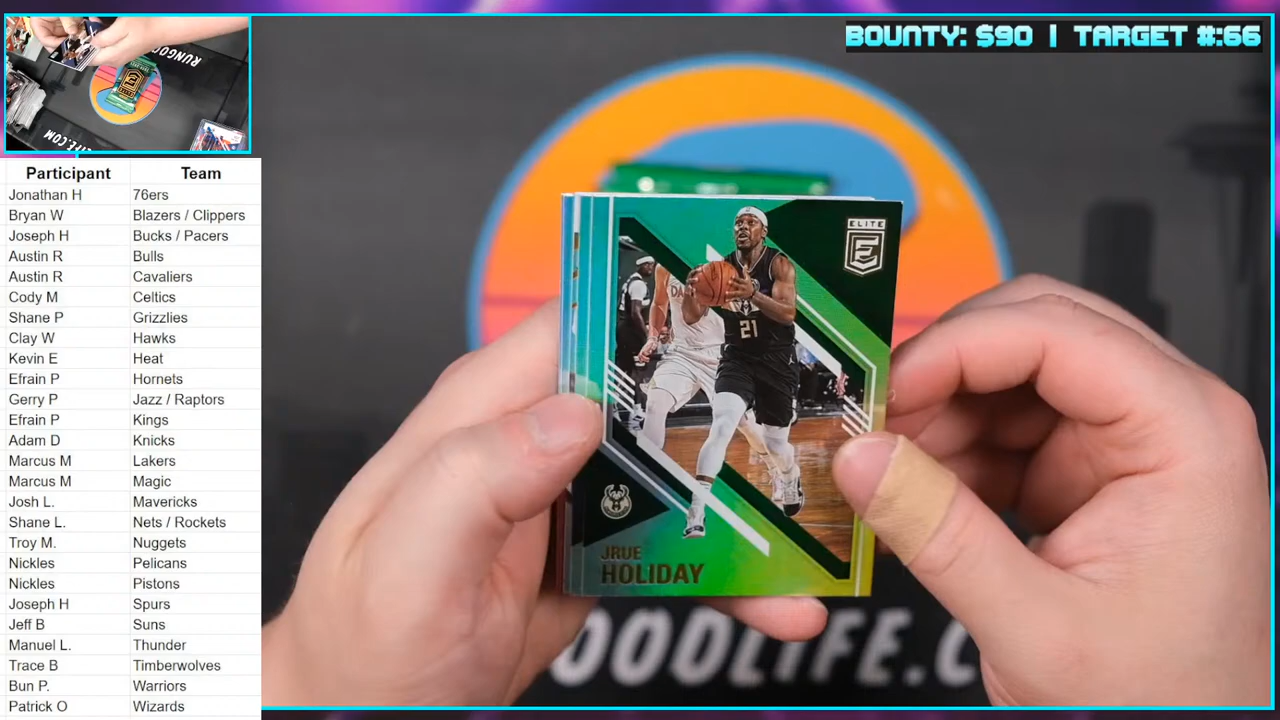 BOUNTY: $90 | TARGET #:66
RUNGOO
.COM
Participant Team
Jonathan H 76ers
Bryan W Blazers / Clippers
Joseph H Bucks / Pacers
Austin R Bulls
Austin R Cavaliers
Cody M Celtics
Shane P Grizzlies
Clay W Hawks
Kevin E Heat
Efrain P Hornets
Gerry P Jazz / Raptors
Efrain P Kings
Adam D Knicks
Marcus M Lakers
Marcus M Magic
Josh L. Mavericks
Shane L. Nets / Rockets
Troy M. Nuggets
Nickles Pelicans
Nickles Pistons
Joseph H Spurs
Jeff B Suns
Manuel L. Thunder
Trace B Timberwolves
Bun P. Warriors
Patrick O Wizards
ELITE
E
21
JRUE
HOLIDAY
GOODLIFE.C